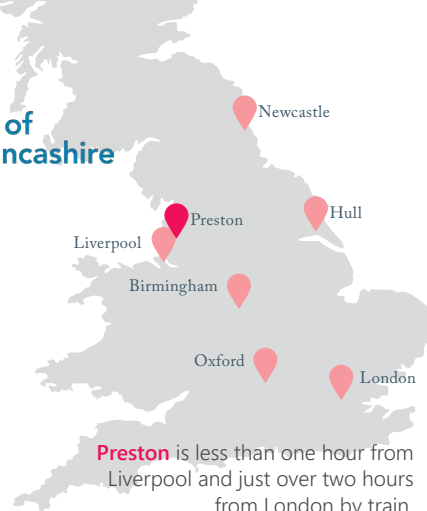 of
ncashire
Newcastle
Preston
Hull
Liverpool
Birmingham
Oxford
London
Preston is less than one hour from
Liverpool and just over two hours
from London by train.